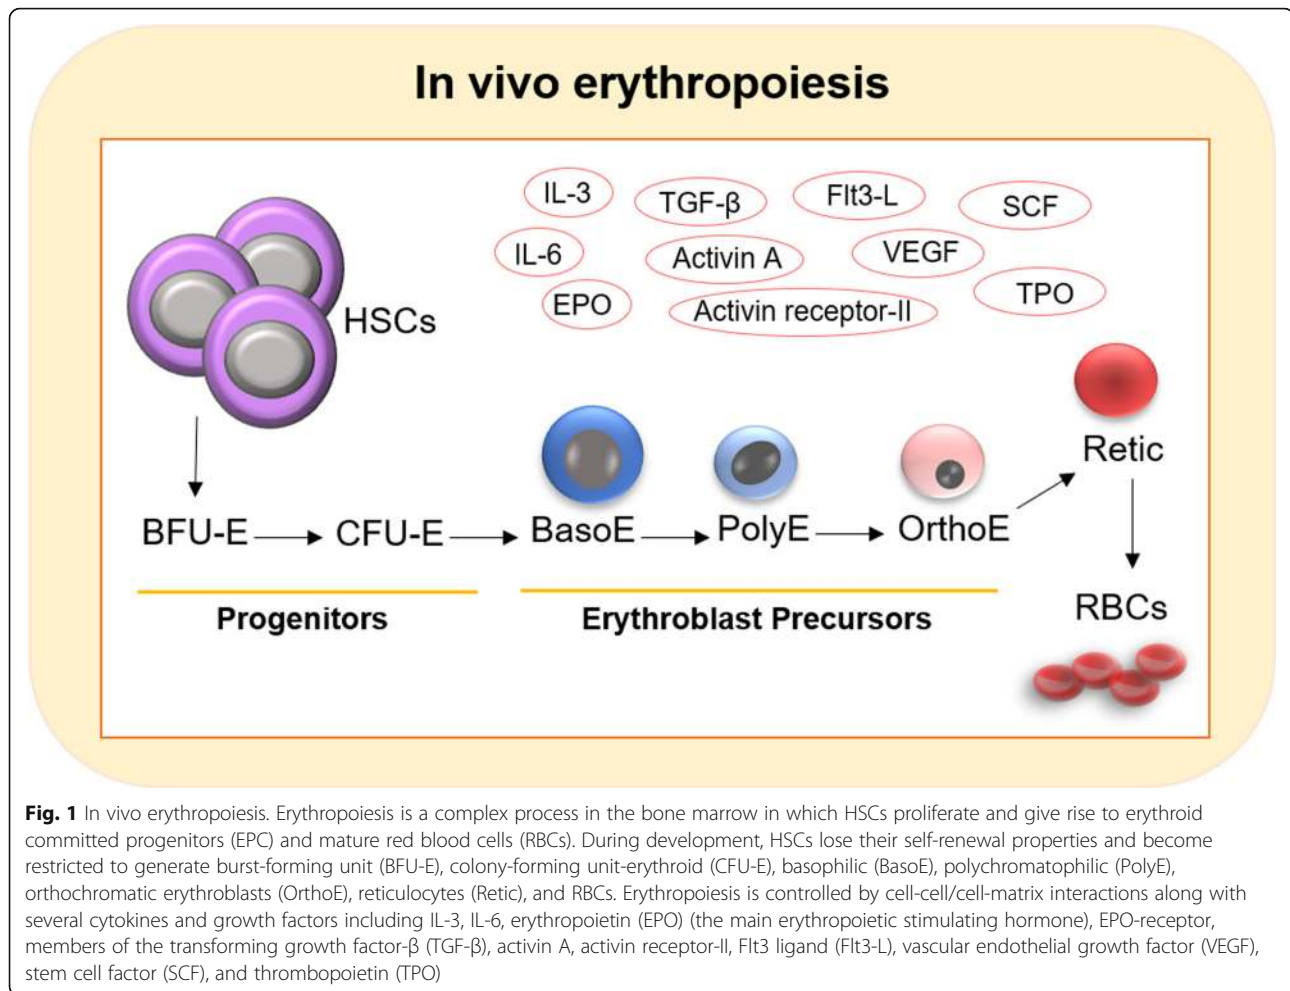 In vivo erythropoiesis
IL-3
TGF-β
Flt3-L
SCF
IL-6
Activin A
VEGF
EPO
Activin receptor-II
TPO
HSCs
Retic
BFU-E
CFU-E
BasoE
PolyE
OrthoE
RBCs
Progenitors
Erythroblast Precursors
Fig. 1 In vivo erythropoiesis. Erythropoiesis is a complex process in the bone marrow in which HSCs proliferate and give rise to erythroid
committed progenitors (EPC) and mature red blood cells (RBCs). During development, HSCs lose their self-renewal properties and become
restricted to generate burst-forming unit (BFU-E), colony-forming unit-erythroid (CFU-E), basophilic (BasoE), polychromatophilic (PolyE),
orthochromatic erythroblasts (OrthoE), reticulocytes (Retic), and RBCs. Erythropoiesis is controlled by cell-cell/cell-matrix interactions along with
several cytokines and growth factors including IL-3, IL-6, erythropoietin (EPO) (the main erythropoietic stimulating hormone), EPO-receptor,
members of the transforming growth factor-β (TGF-β), activin A, activin receptor-II, Flt3 ligand (Flt3-L), vascular endothelial growth factor (VEGF),
stem cell factor (SCF), and thrombopoietin (TPO)